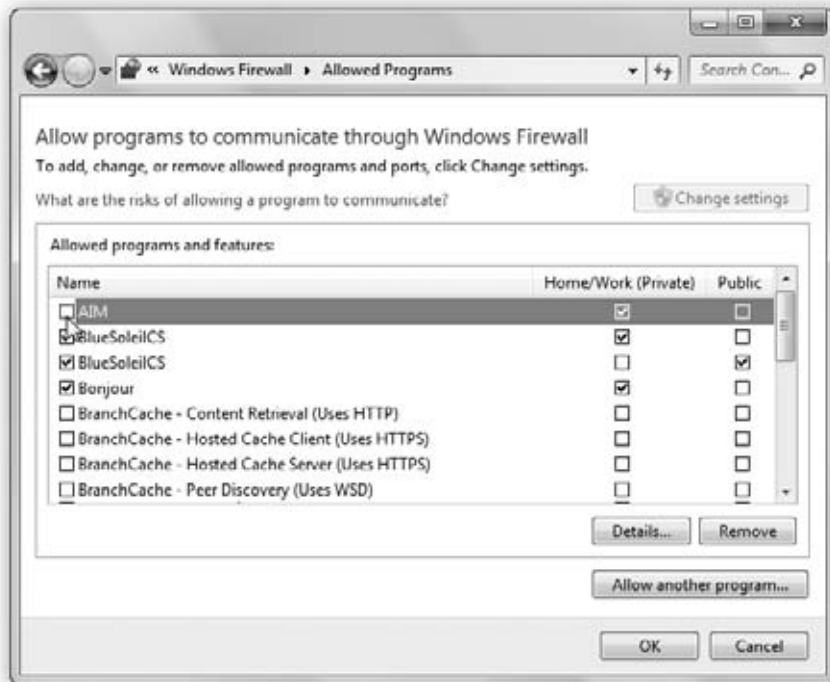 « Windows Firewall ▸ Allowed Programs
Search Con...
Allow programs to communicate through Windows Firewall
To add, change, or remove allowed programs and ports, click Change settings.
What are the risks of allowing a program to communicate?
Change settings
Allowed programs and features:
Name Home/Work (Private) Public
AIM
BlueSoleilCS
BlueSoleilCS
Bonjour
BranchCache - Content Retrieval (Uses HTTP)
BranchCache - Hosted Cache Client (Uses HTTPS)
BranchCache - Hosted Cache Server (Uses HTTPS)
BranchCache - Peer Discovery (Uses WSD)
Details... Remove
Allow another program...
OK Cancel